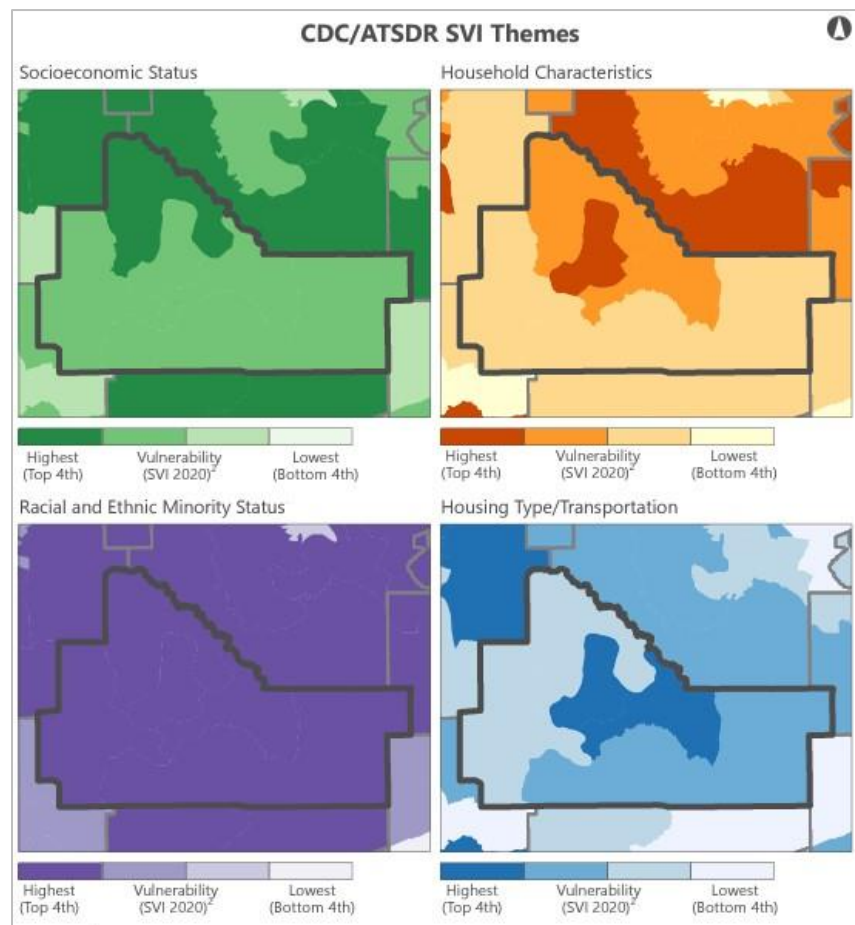 CDC/ATSDR SVI Themes
Socioeconomic Status
Household Characteristics
Highest (Top 4th)
Vulnerability (SVI 2020)²
Lowest (Bottom 4th)
Highest (Top 4th)
Vulnerability (SVI 2020)²
Lowest (Bottom 4th)
Racial and Ethnic Minority Status
Housing Type/Transportation
Highest (Top 4th)
Vulnerability (SVI 2020)²
Lowest (Bottom 4th)
Highest (Top 4th)
Vulnerability (SVI 2020)²
Lowest (Bottom 4th)